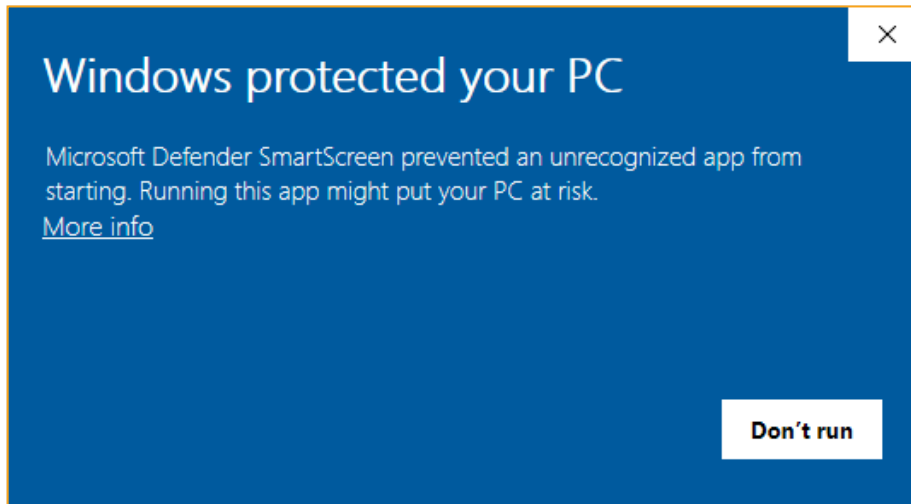 Windows protected your PC
Microsoft Defender SmartScreen prevented an unrecognized app from
starting. Running this app might put your PC at risk.
More info
Don’t run